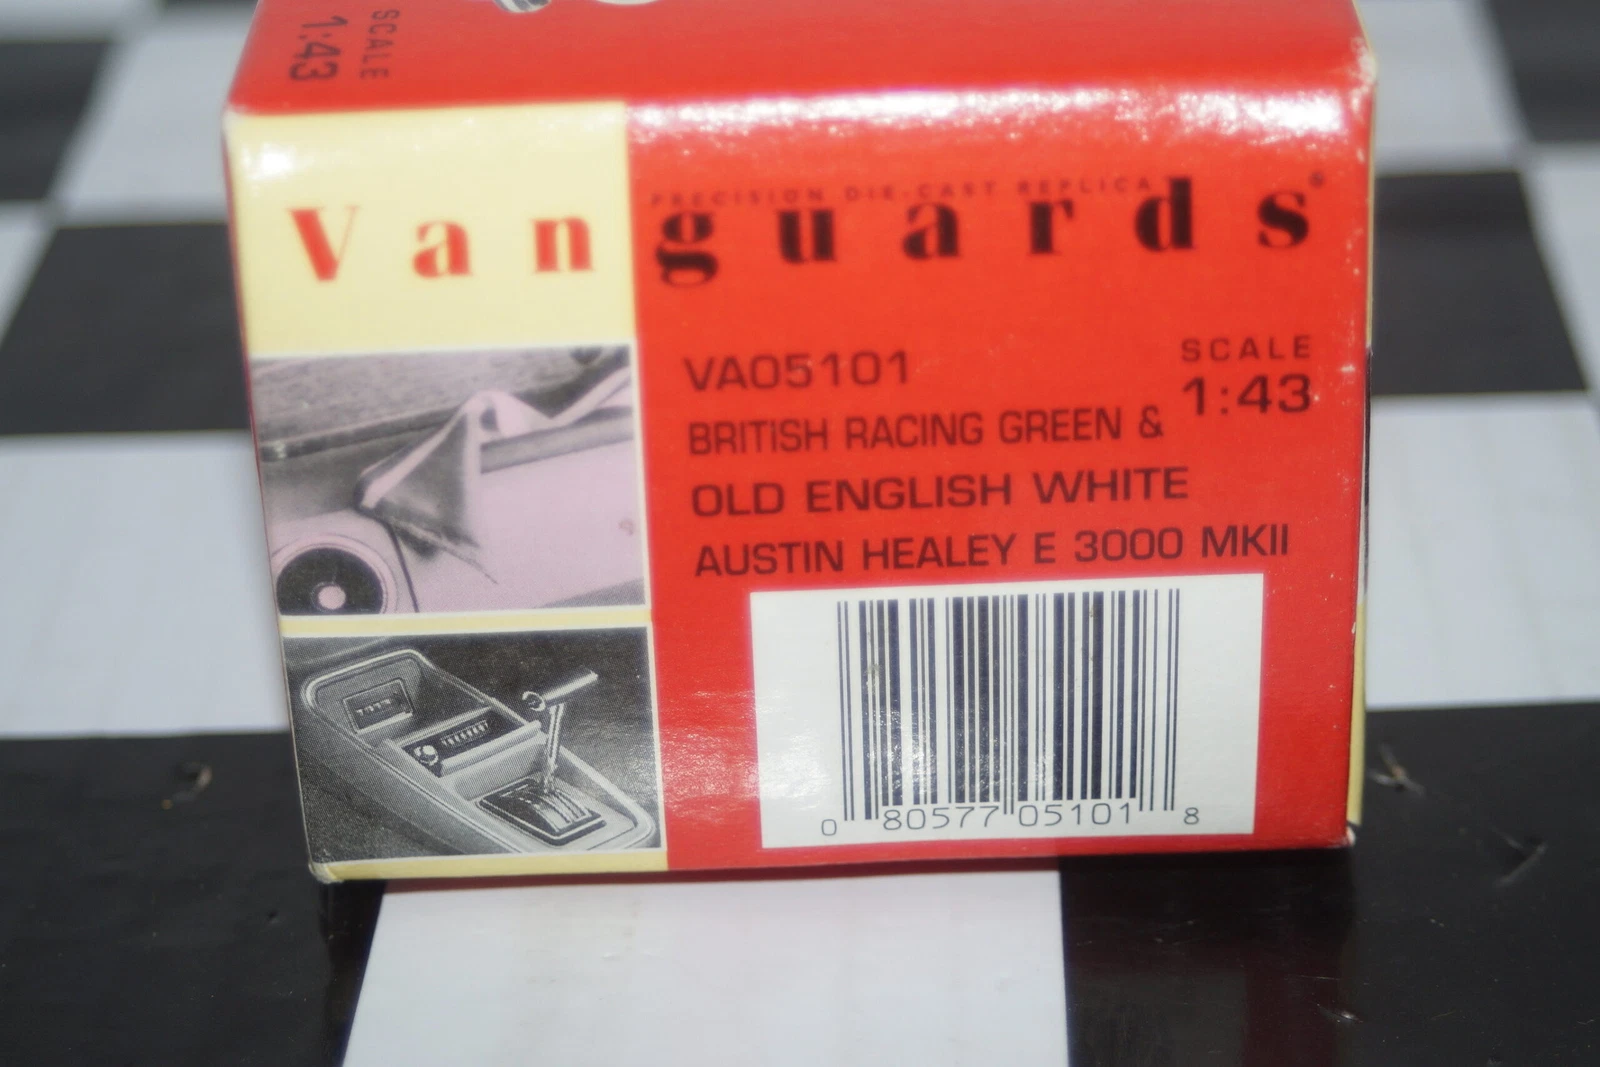 SCALE
1:43
PRECISION DIE-CAST REPLICA
Vanguards®
VA05101
SCALE
1:43
BRITISH RACING GREEN &
OLD ENGLISH WHITE
AUSTIN HEALEY E 3000 MKII
0 80577 05101 8